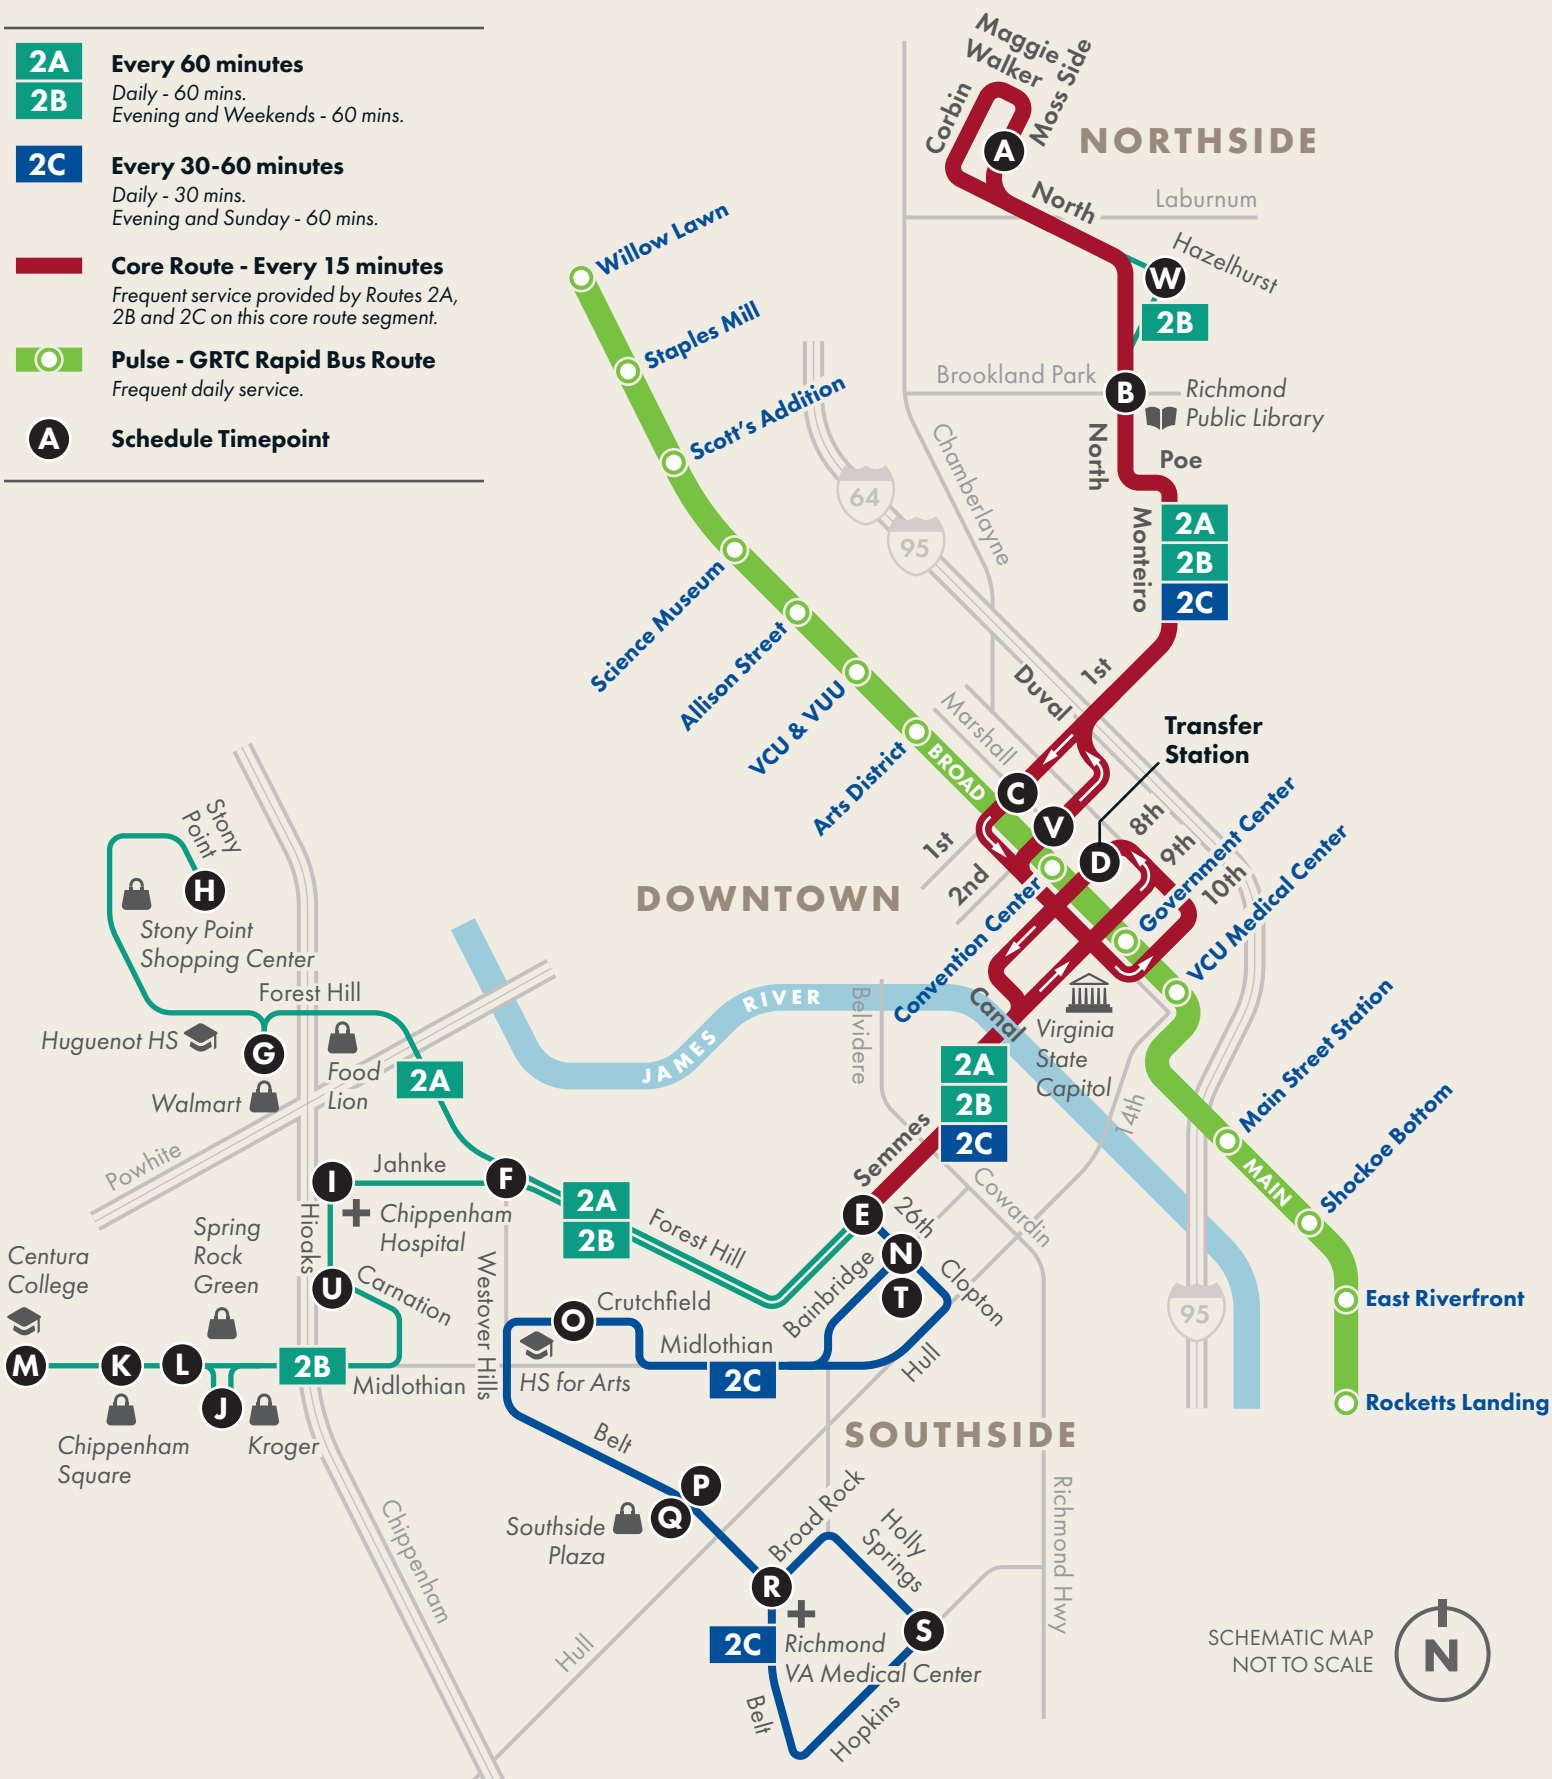 2A
2B
Every 60 minutes
Daily - 60 mins.
Evening and Weekends - 60 mins.
2C
Every 30-60 minutes
Daily - 30 mins.
Evening and Sunday - 60 mins.
Core Route - Every 15 minutes
Frequent service provided by Routes 2A,
2B and 2C on this core route segment.
Pulse - GRTC Rapid Bus Route
Frequent daily service.
A
Schedule Timepoint
Maggie
Walker
Corbin
Moss Side
A
NORTHSIDE
North
Laburnum
Hazelhurst
W
2B
Brookland Park
B
Richmond
Public Library
North
Poe
Monteiro
2A
2B
2C
Willow Lawn
Staples Mill
Scott's Addition
64
95
Chamberlayne
Science Museum
Allison Street
VCU & VUU
Arts District
BROAD
Marshall
Duval
1st
Transfer
Station
C
V
D
1st
2nd
8th
9th
10th
Convention Center
Government Center
VCU Medical Center
DOWNTOWN
Canal
Virginia
State
Capitol
Main Street Station
Shockoe Bottom
MAIN
East Riverfront
Rocketts Landing
95
14th
JAMES RIVER
Belvidere
2A
2B
2C
Semmes
Cowardin
E
26th
N
T
Clopton
Bainbridge
Hull
Stony
Point
H
Stony Point
Shopping Center
Forest Hill
Huguenot HS
G
Walmart
Food
Lion
2A
Powhite
I
Jahnke
F
2A
2B
Forest Hill
Chippenham
Hospital
Hioaks
Westover Hills
Spring
Rock
Green
Centura
College
U
Carnation
M
K
L
J
2B
Midlothian
Chippenham
Square
Kroger
O
Crutchfield
HS for Arts
Midlothian
2C
SOUTHSIDE
Belt
P
Q
Southside
Plaza
Broad Rock
Holly
Springs
R
S
2C
Richmond
VA Medical Center
Belt
Hopkins
Richmond Hwy
Chippenham
Hull
SCHEMATIC MAP
NOT TO SCALE
N